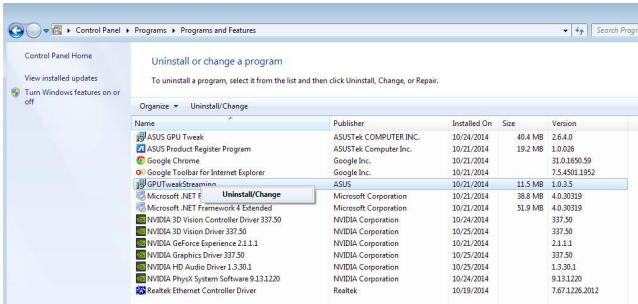 Control Panel ▸ Programs ▸ Programs and Features
Search Progr
Control Panel Home
View installed updates
Turn Windows features on or
off
Uninstall or change a program
To uninstall a program, select it from the list and then click Uninstall, Change, or Repair.
Organize Uninstall/Change
Name Publisher Installed On Size Version
ASUS GPU Tweak ASUSTek COMPUTER INC. 10/24/2014 40.4 MB 2.6.4.0
ASUS Product Register Program ASUSTek Computer Inc. 10/21/2014 19.2 MB 1.0.026
Google Chrome Google Inc. 10/21/2014 31.0.1650.59
Google Toolbar for Internet Explorer Google Inc. 10/21/2014 7.5.4501.1952
GPUTweakStreaming ASUS 10/21/2014 11.5 MB 1.0.3.5
Uninstall/Change
Microsoft .NET F Microsoft Corporation 10/21/2014 38.8 MB 4.0.30319
Microsoft .NET Framework 4 Extended Microsoft Corporation 10/21/2014 51.9 MB 4.0.30319
NVIDIA 3D Vision Controller Driver 337.50 NVIDIA Corporation 10/24/2014 337.50
NVIDIA 3D Vision Driver 337.50 NVIDIA Corporation 10/25/2014 337.50
NVIDIA GeForce Experience 2.1.1.1 NVIDIA Corporation 10/21/2014 2.1.1.1
NVIDIA Graphics Driver 337.50 NVIDIA Corporation 10/25/2014 337.50
NVIDIA HD Audio Driver 1.3.30.1 NVIDIA Corporation 10/25/2014 1.3.30.1
NVIDIA PhysX System Software 9.13.1220 NVIDIA Corporation 10/24/2014 9.13.1220
Realtek Ethernet Controller Driver Realtek 10/19/2014 7.67.1226.2012